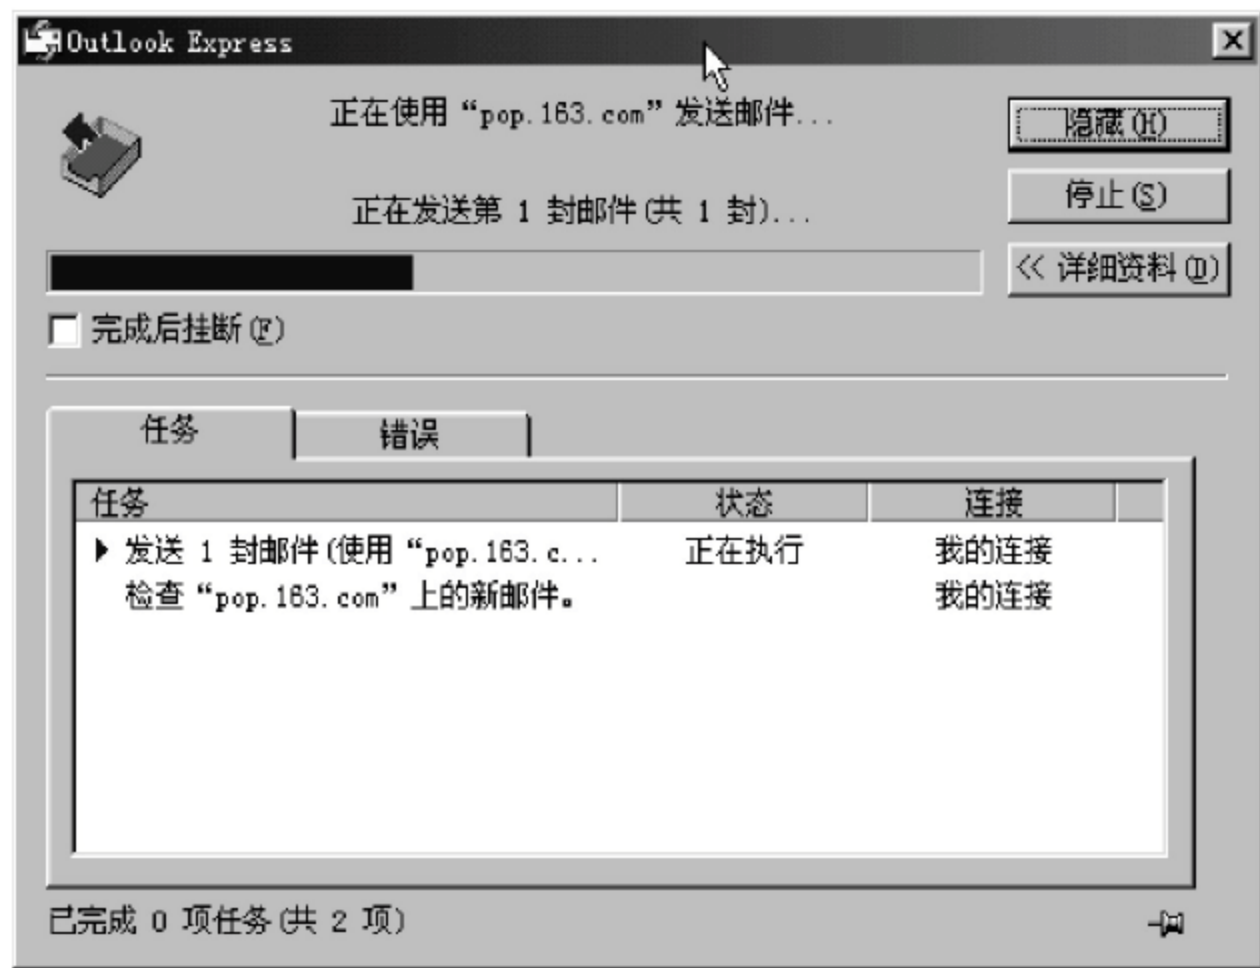 Outlook Express
正在使用“pop.163.com”发送邮件...
隐藏(H)
正在发送第 1 封邮件(共 1 封)...
停止(S)
<< 详细资料(D)
完成后挂断(F)
任务 错误
任务 状态 连接
发送 1 封邮件(使用“pop.163.c... 正在执行 我的连接
检查“pop.163.com”上的新邮件。 我的连接
已完成 0 项任务(共 2 项)